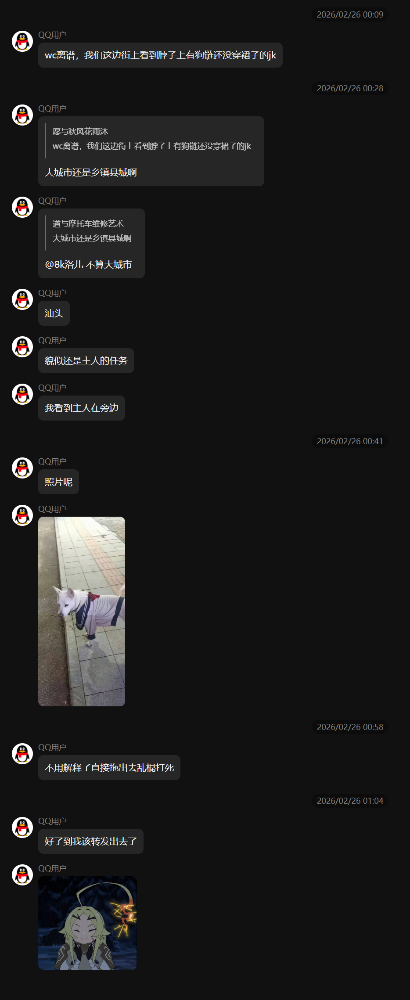 2026/02/26 00:09
QQ用户
wc离谱，我们这边街上看到脖子上有狗链还没穿裙子的jk
2026/02/26 00:28
QQ用户
愿与秋风花雨沐
wc离谱，我们这边街上看到脖子上有狗链还没穿裙子的jk
大城市还是乡镇县城啊
QQ用户
道与摩托车维修艺术
大城市还是乡镇县城啊
@8k洛儿 不算大城市
QQ用户
汕头
QQ用户
貌似还是主人的任务
QQ用户
我看到主人在旁边
2026/02/26 00:41
QQ用户
照片呢
QQ用户
2026/02/26 00:58
QQ用户
不用解释了直接拖出去乱棍打死
2026/02/26 01:04
QQ用户
好了到我该转发出去了
QQ用户